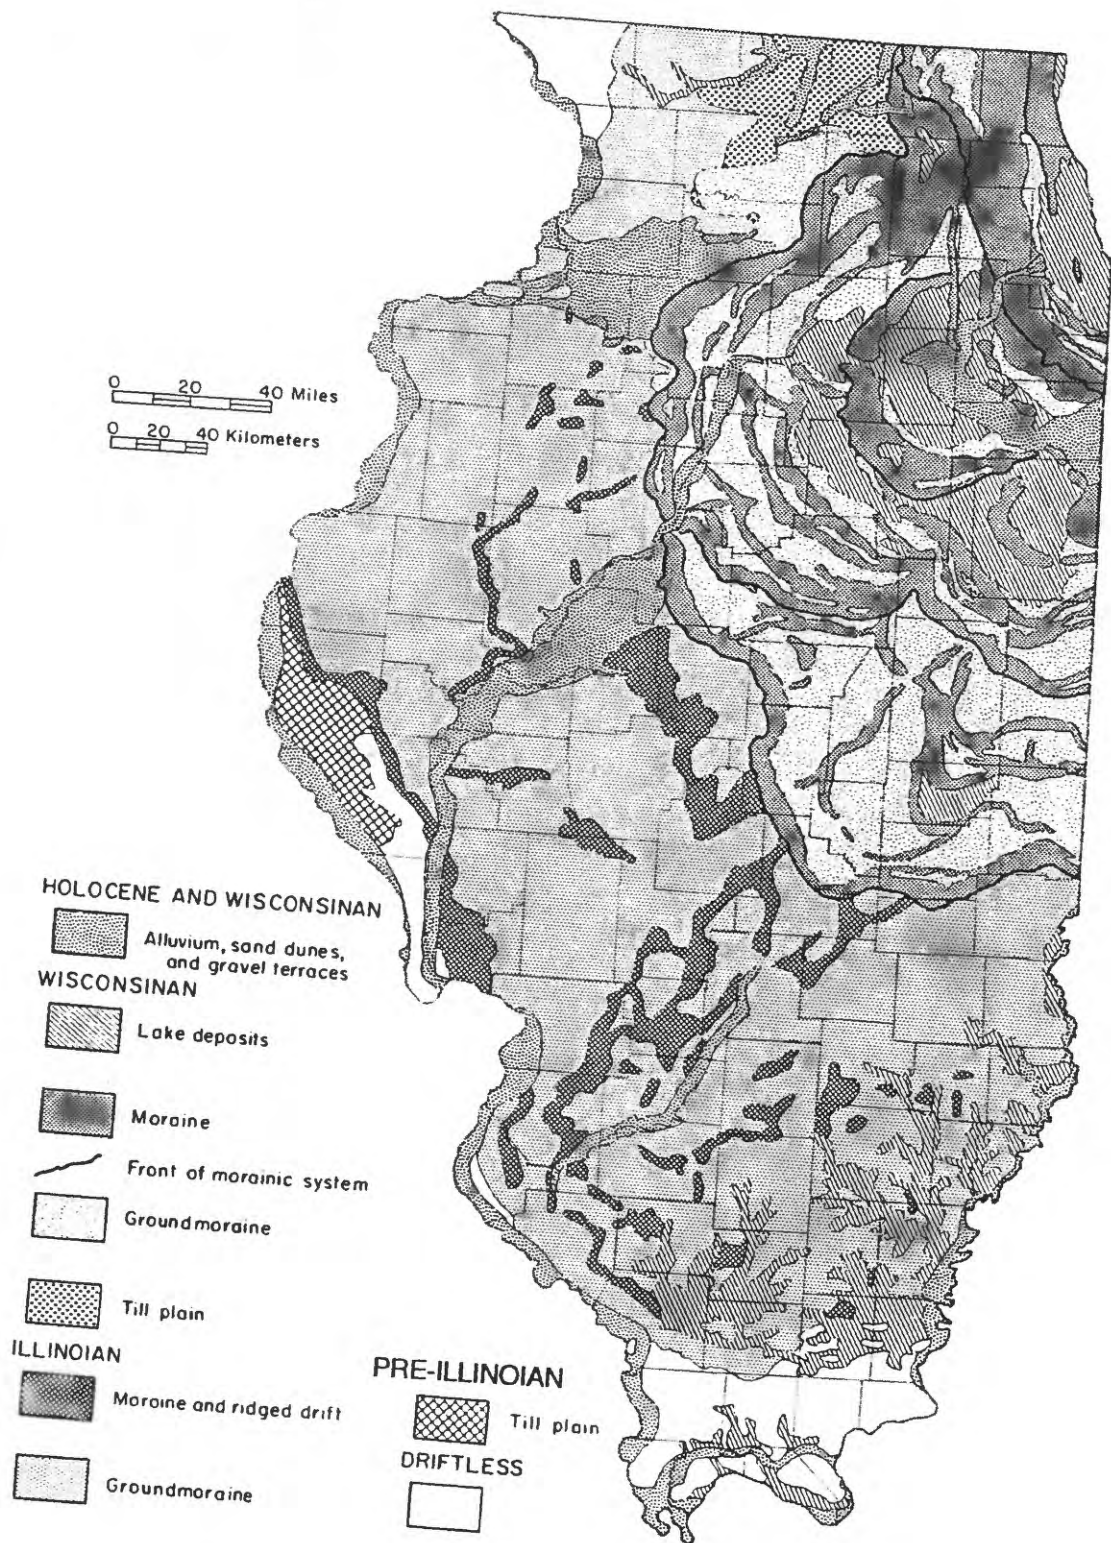 0 20 40 Miles
0 20 40 Kilometers
HOLOCENE AND WISCONSINAN
Alluvium, sand dunes,
and gravel terraces
WISCONSINAN
Lake deposits
Moraine
Front of morainic system
Groundmoraine
Till plain
ILLINOIAN
Moraine and ridged drift
Groundmoraine
PRE-ILLINOIAN
Till plain
DRIFTLESS